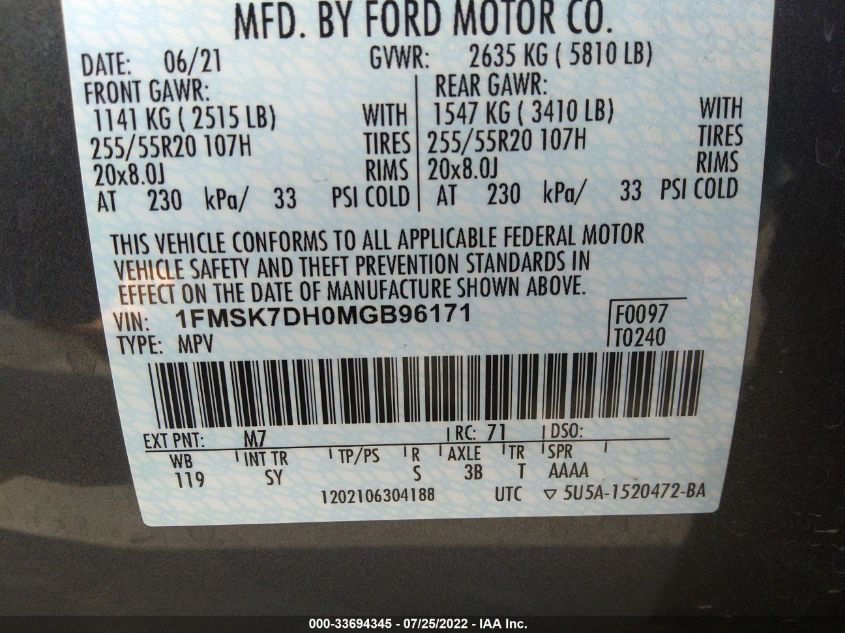 MFD. BY FORD MOTOR CO.
DATE: 06/21 GVWR: 2635 KG ( 5810 LB)
FRONT GAWR: REAR GAWR:
1141 KG ( 2515 LB) WITH 1547 KG ( 3410 LB) WITH
255/55R20 107H TIRES 255/55R20 107H TIRES
20x8.0J RIMS 20x8.0J RIMS
AT 230 kPa/ 33 PSI COLD AT 230 kPa/ 33 PSI COLD
THIS VEHICLE CONFORMS TO ALL APPLICABLE FEDERAL MOTOR
VEHICLE SAFETY AND THEFT PREVENTION STANDARDS IN
EFFECT ON THE DATE OF MANUFACTURE SHOWN ABOVE.
VIN: 1FMSK7DH0MGB96171 F0097
TYPE: MPV T0240
EXT PNT: M7 RC: 71 DSO:
WB INT TR TP/PS R AXLE TR SPR
119 SY S 3B T AAAA
1202106304188 UTC ▽ 5U5A-1520472-BA
000-33694345 - 07/25/2022 - IAA Inc.